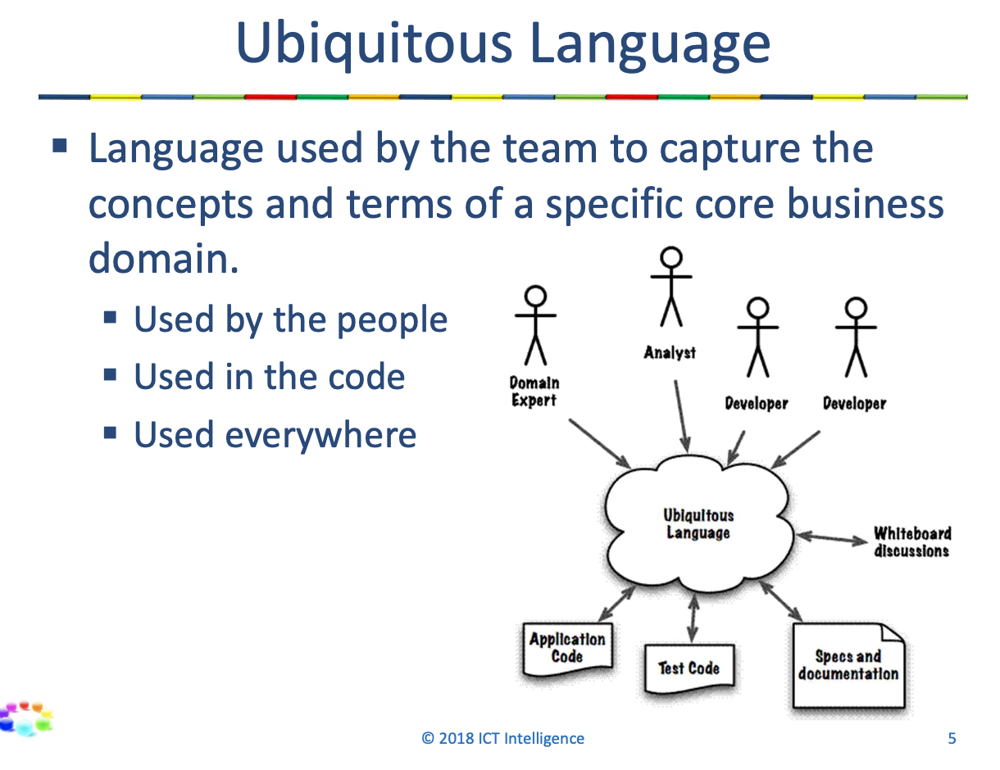 Ubiquitous Language
▪ Language used by the team to capture the
concepts and terms of a specific core business
domain.
▪ Used by the people
▪ Used in the code
▪ Used everywhere
Domain
Expert
Analyst
Developer
Developer
Ubiquitous
Language
Whiteboard
discussions
Application
Code
Test Code
Specs and
documentation
© 2018 ICT Intelligence
5